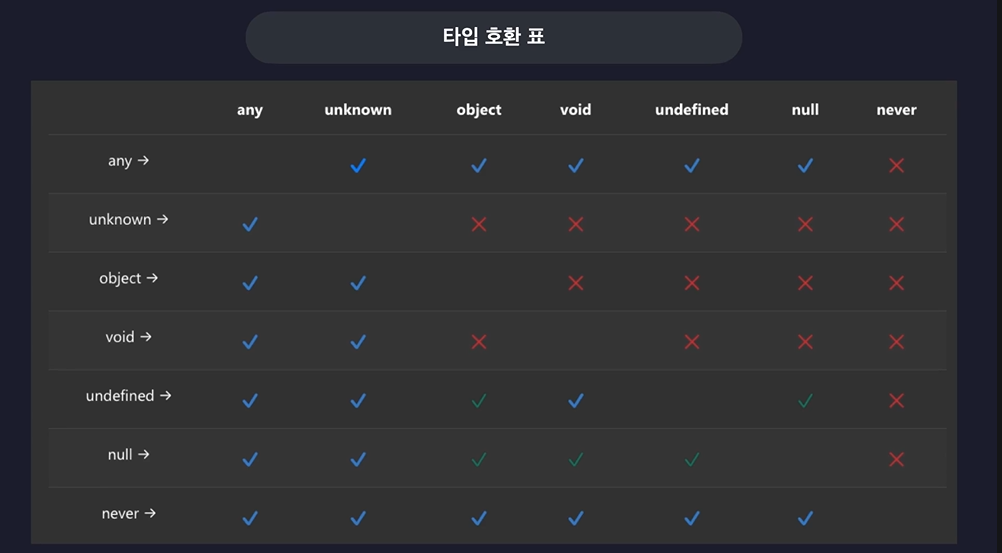 타입 호환 표
any unknown object void undefined null never
any → ✓ ✓ ✓ ✓ ✓ ✕
unknown → ✓ ✕ ✕ ✕ ✕ ✕
object → ✓ ✓ ✕ ✕ ✕ ✕
void → ✓ ✓ ✕ ✕ ✕ ✕
undefined → ✓ ✓ ✓ ✓ ✓ ✕
null → ✓ ✓ ✓ ✓ ✓ ✕
never → ✓ ✓ ✓ ✓ ✓ ✓